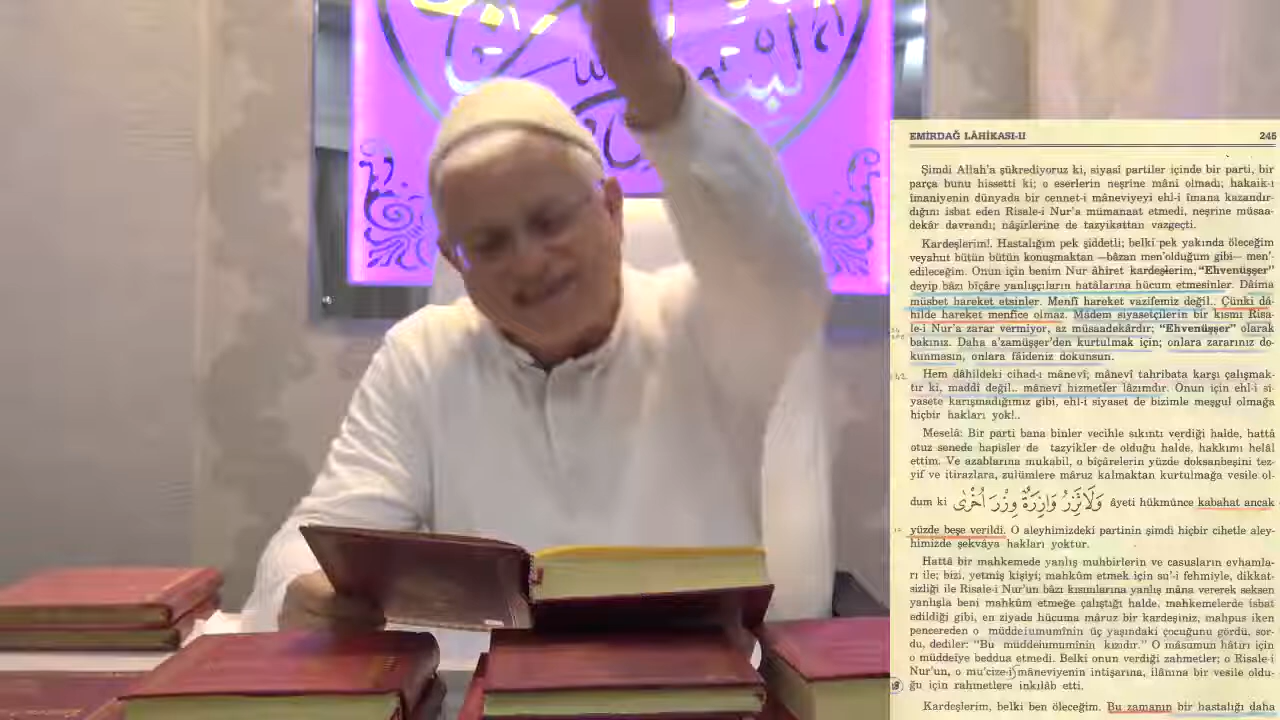 EMİRDAĞ LÂHİKASI-II 245
Şimdi Allah'a şükrediyoruz ki, siyasî partiler içinde bir parti, bir
parça bunu hissetti ki; o eserlerin neşrine mâni olmadı; hakaik-ı
imaniyenin dünyada bir cennet-i mâneviyeyi ehl-i îmana kazandır-
dığını isbat eden Risale-i Nur'a mümanaat etmedi, neşrine müsaa-
dekâr davrandı; nâşirlerine de tazyikattan vazgeçti.
Kardeşlerim!. Hastalığım pek şiddetli; belki pek yakında öleceğim
veyahut bütün bütün konuşmaktan —bâzan men'olduğum gibi— men'-
edileceğim. Onun için benim Nur âhiret kardeşlerim, "Ehvenüşşer"
deyip bâzı bîçâre yanlışçıların hatâlarına hücum etmesinler. Dâima
müsbet hareket etsinler. Menfî hareket vazifemiz değil.. Çünki dâ-
hilde hareket menfîce olmaz. Mâdem siyasetçilerin bir kısmı Risa-
le-i Nur'a zarar vermiyor, az müsaadekârdır; "Ehvenüşşer" olarak
bakınız. Daha a'zamüşşer'den kurtulmak için; onlara zararınız do-
kunmasın, onlara fâideniz dokunsun.
Hem dâhildeki cihad-ı mânevî; mânevî tahribata karşı çalışmak-
tır ki, maddî değil.. mânevî hizmetler lâzımdır. Onun için ehl-i si-
yasete karışmadığımız gibi, ehl-i siyaset de bizimle meşgul olmağa
hiçbir hakları yok!..
Meselâ: Bir parti bana binler vecihle sıkıntı verdiği halde, hattâ
otuz senede hapisler de tazyikler de olduğu halde, hakkımı helâl
ettim. Ve azablarına mukabil, o bîçârelerin yüzde doksanbeşini tez-
yif ve itirazlara, zulümlere mâruz kalmaktan kurtulmağa vesile ol-
dum ki وَلَا تَزِرُ وَازِرَةٌ وِزْرَ اُخْرٰى âyeti hükmünce kabahat ancak
yüzde beşe verildi. O aleyhimizdeki partinin şimdi hiçbir cihetle aley-
himizde şekvâya hakları yoktur.
Hattâ bir mahkemede yanlış muhbirlerin ve casusların evhamla-
rı ile; bizi, yetmiş kişiyi; mahkûm etmek için su'-i fehmiyle, dikkat-
sizliği ile Risale-i Nur'un bâzı kısımlarına yanlış mâna vererek seksen
yanlışla beni mahkûm etmeğe çalıştığı halde, mahkemelerde isbat
edildiği gibi, en ziyade hücuma mâruz bir kardeşiniz, mahpus iken
pencereden o müddeiumumînin üç yaşındaki çocuğunu gördü, sor-
du, dediler: "Bu müddeiumumînin kızıdır." O mâsumun hâtırı için
o müddeîye beddua etmedi. Belki onun verdiği zahmetler; o Risale-i
Nur'un, o mu'cize-i mâneviyenin intişarına, ilânına bir vesile oldu-
ğu için rahmetlere inkılâb etti.
Kardeşlerim, belki ben öleceğim. Bu zamanın bir hastalığı daha